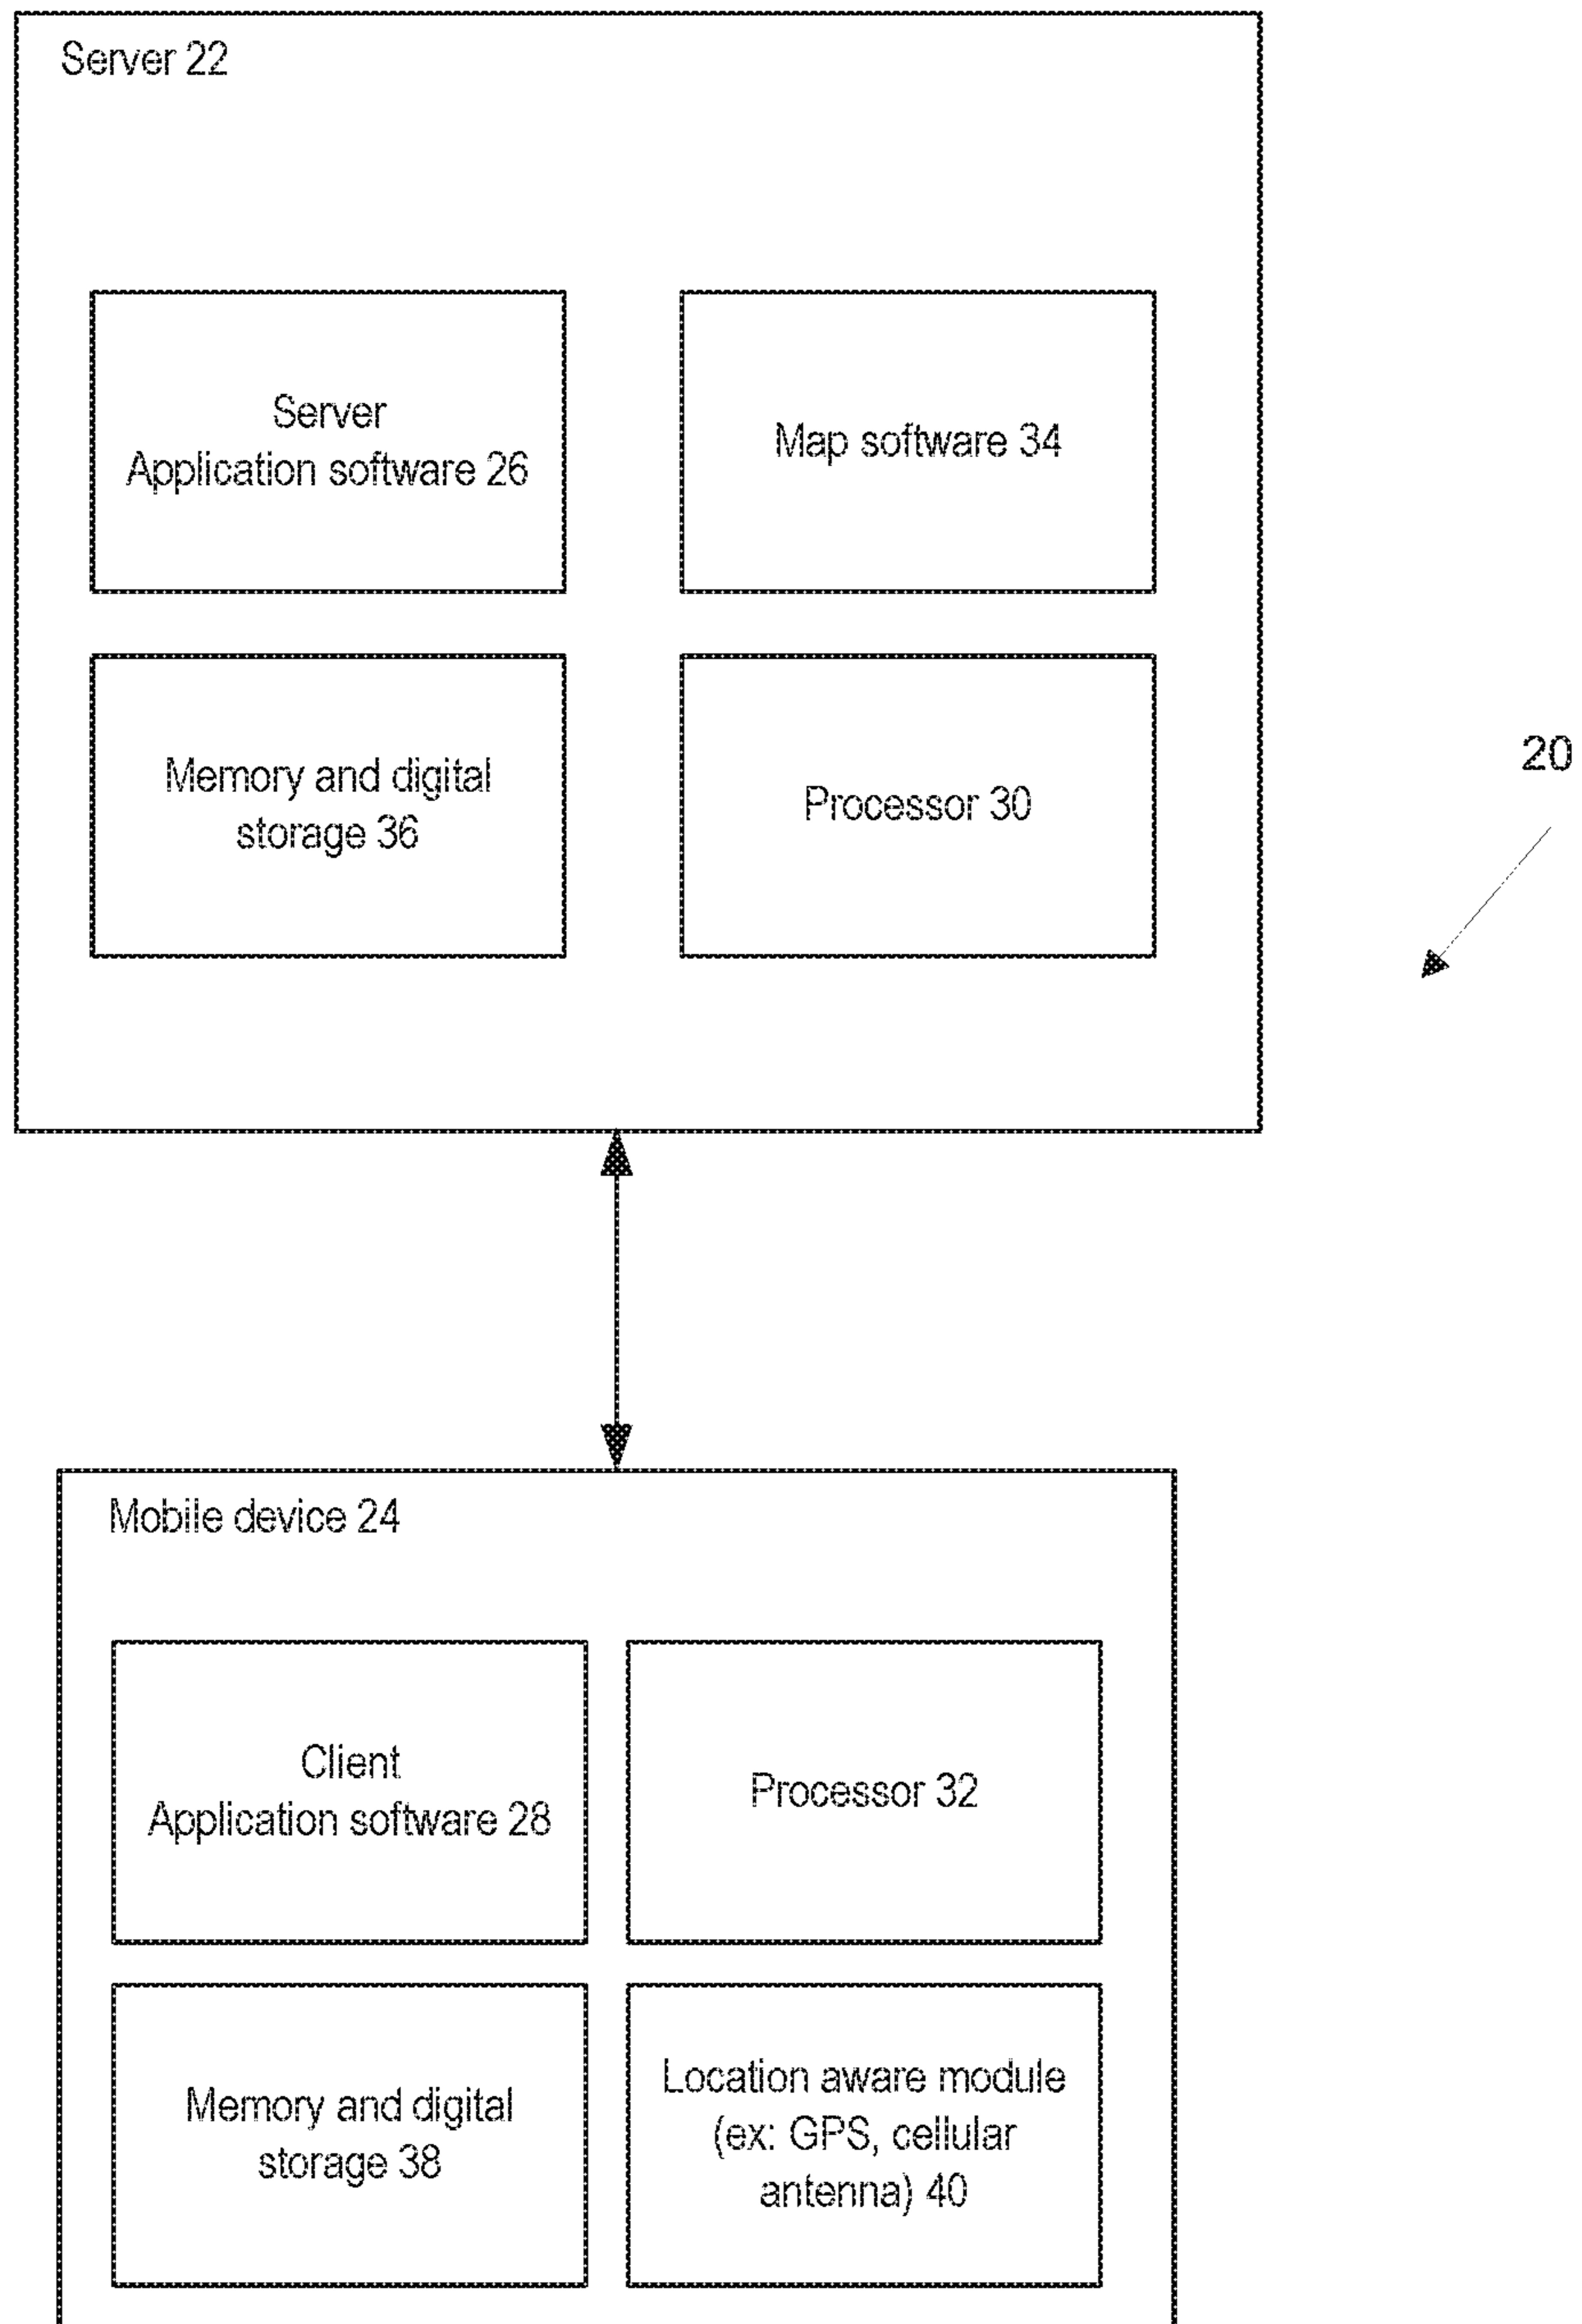 Server 22
Server
Application software 26
Map software 34
Memory and digital
storage 36
Processor 30
20
Mobile device 24
Client
Application software 28
Processor 32
Memory and digital
storage 38
Location aware module
(ex: GPS, cellular
antenna) 40